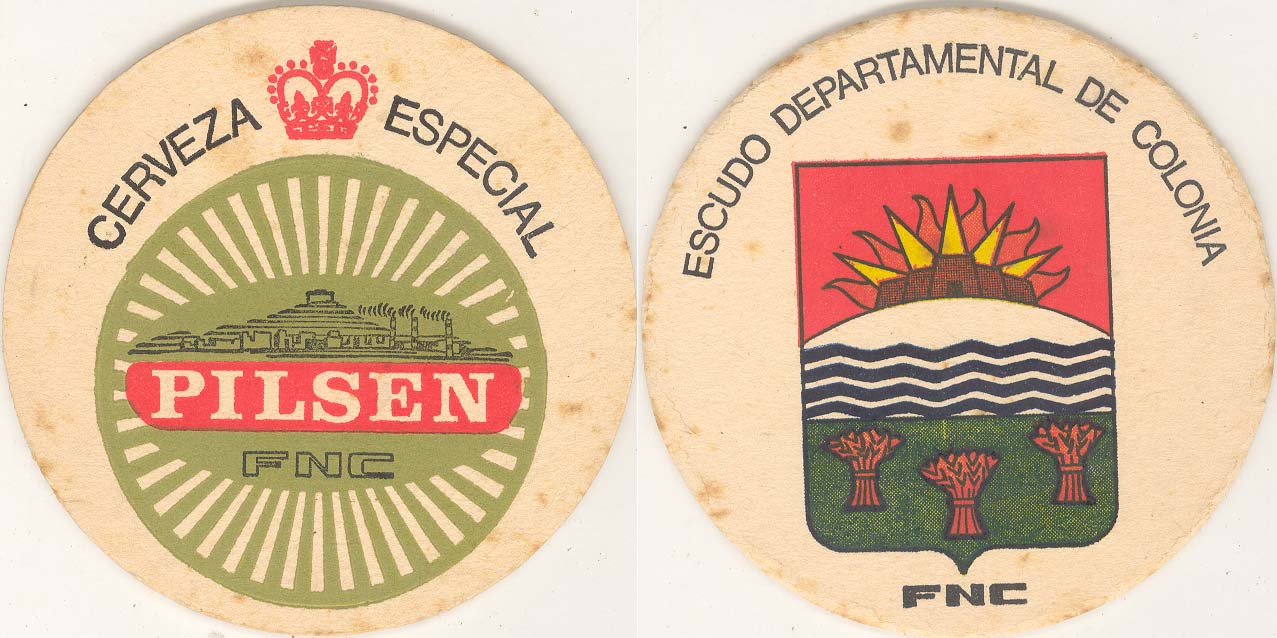 CERVEZA ESPECIAL
PILSEN
FNC
ESCUDO DEPARTAMENTAL DE COLONIA
FNC